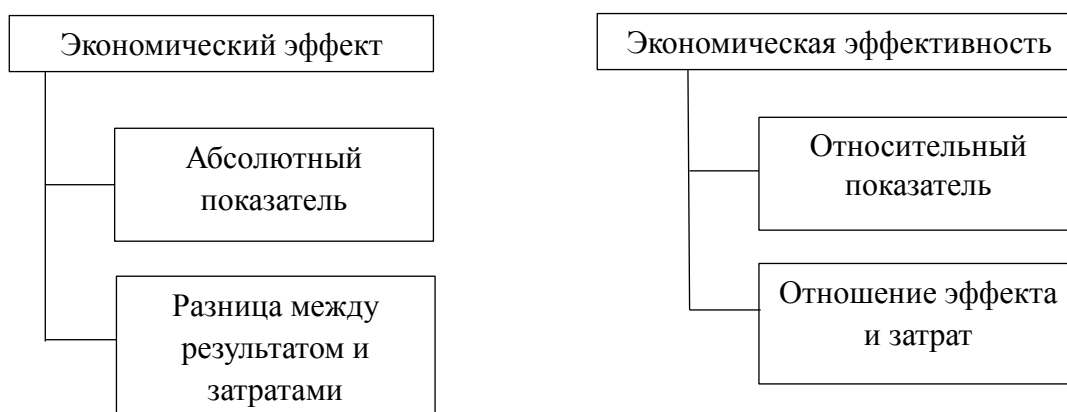 Экономический эффект
Абсолютный
показатель
Разница между
результатом и
затратами
Экономическая эффективность
Относительный
показатель
Отношение эффекта
и затрат